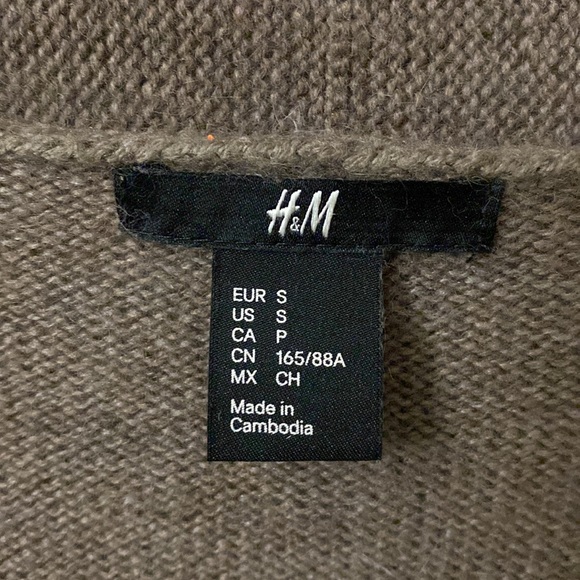 H&M
EUR S
US S
CA P
CN 165/88A
MX CH
Made in
Cambodia